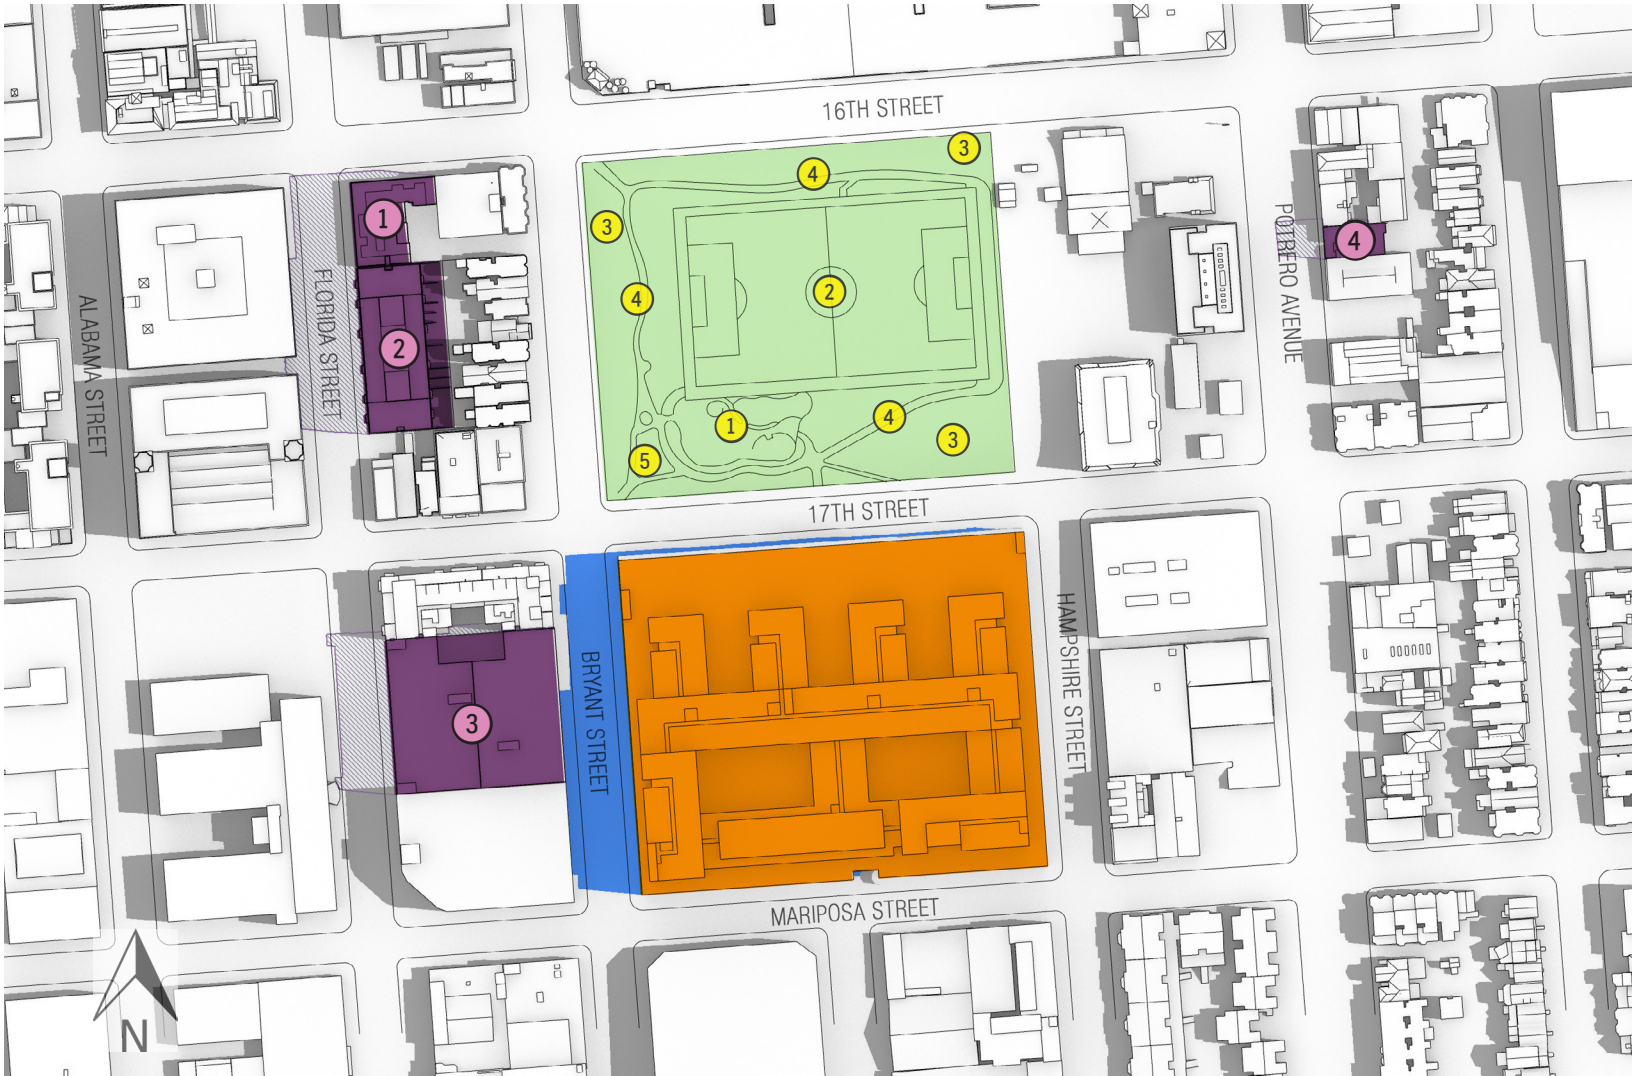 16TH STREET
3
4
1
3
4
POTRERO AVENUE
FLORIDA STREET
ALABAMA STREET
2
4
2
4
1
3
5
17TH STREET
HAMPSHIRE STREET
BRYANT STREET
3
MARIPOSA STREET
N